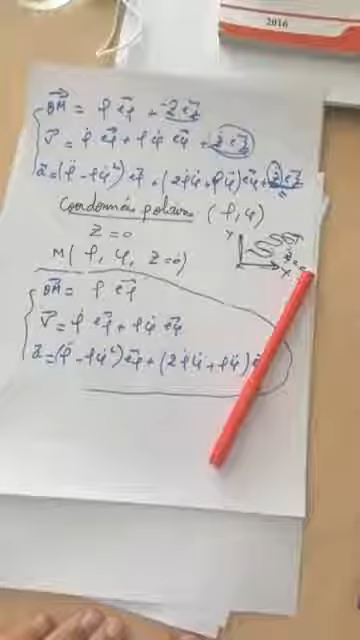 2016
OM⃗ = ρ e⃗ρ + z e⃗z
v⃗ = ρ̇ e⃗ρ + ρφ̇ e⃗φ + ż e⃗z
a⃗ = (ρ̈ - ρφ̇²) e⃗ρ + (2ρ̇φ̇ + ρφ̈) e⃗φ + z̈ e⃗z
Coordonnées polaires (ρ, φ)
z = 0
M(ρ, φ, z=0)
Y
X
OM⃗ = ρ e⃗ρ
v⃗ = ρ̇ e⃗ρ + ρφ̇ e⃗φ
a⃗ = (ρ̈ - ρφ̇²) e⃗ρ + (2ρ̇φ̇ + ρφ̈) e⃗